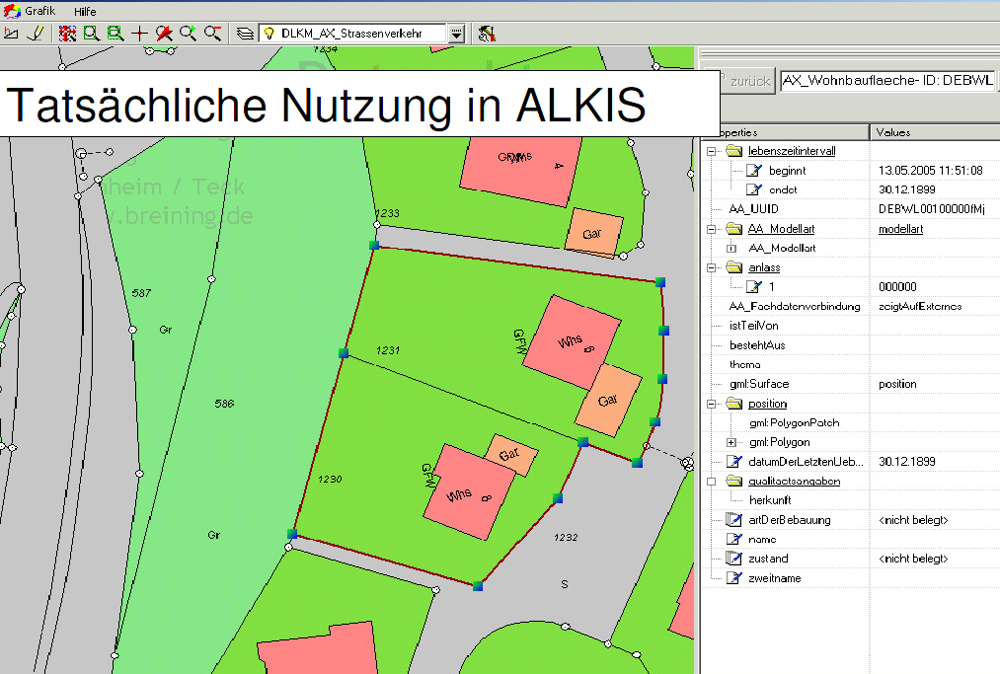 Grafik Hilfe
DLKM_AX_Strassenverkehr
1234
Tatsächliche Nutzung in ALKIS
zurück
AX_Wohnbauflaeche- ID: DEBWL
operties Values
lebenszeitintervall
beginnt 13.05.2005 11:51:08
endet 30.12.1899
AA_UUID DEBWL00100000fMj
AA_Modellart modellart
AA_Modellart
anlass
1 000000
AA_Fachdatenverbindung zeigtAufExternes
istTeilVon
bestehtAus
thema
gml:Surface position
position
gml:PolygonPatch
gml:Polygon
datumDerLetztenUeb... 30.12.1899
qualitaetsangaben
herkunft
artDerBebauung <nicht belegt>
name
zustand <nicht belegt>
zweitname
heim / Teck
w.breining.de
4
1233
Gar
587
Gr
GFW
Whs 6
1231
Gar
586
Gar
GFW
Whs 8
1230
Gr
1232
S